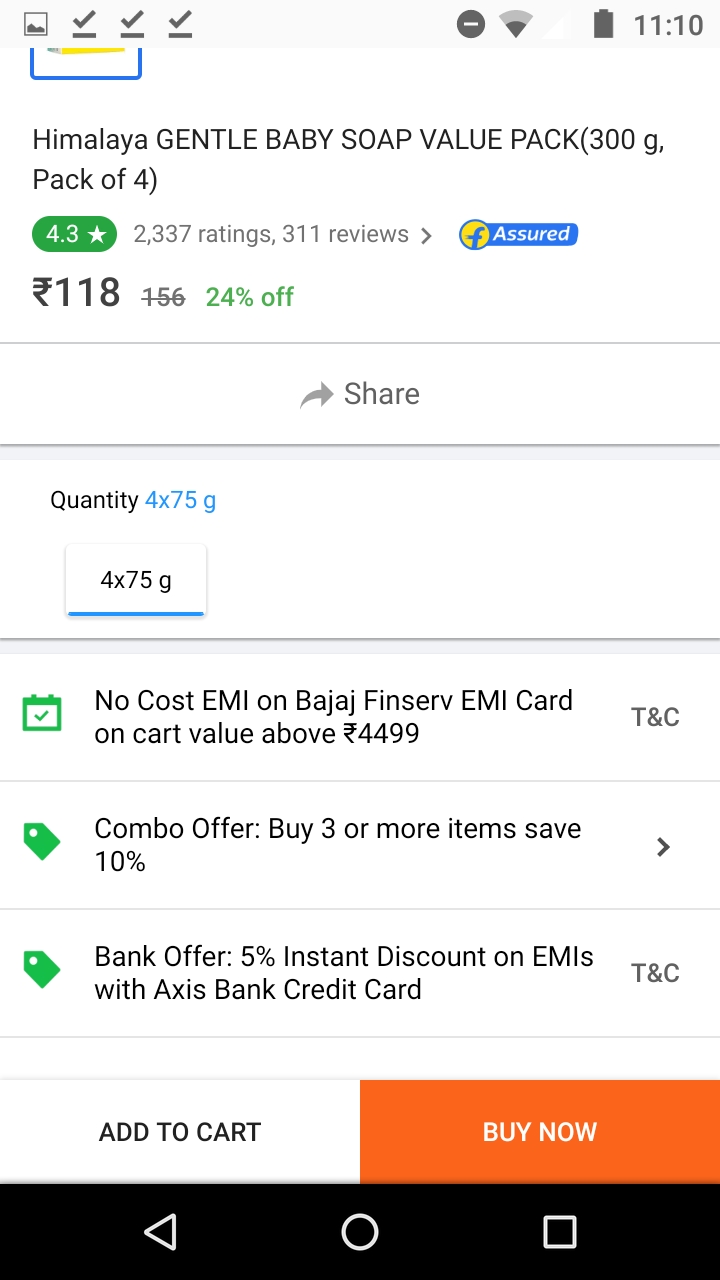 11:10
Himalaya GENTLE BABY SOAP VALUE PACK(300 g,
Pack of 4)
4.3 ★ 2,337 ratings, 311 reviews Assured
₹118 156 24% off
Share
Quantity 4x75 g
4x75 g
No Cost EMI on Bajaj Finserv EMI Card
on cart value above ₹4499
T&C
Combo Offer: Buy 3 or more items save
10%
Bank Offer: 5% Instant Discount on EMIs
with Axis Bank Credit Card
T&C
ADD TO CART BUY NOW